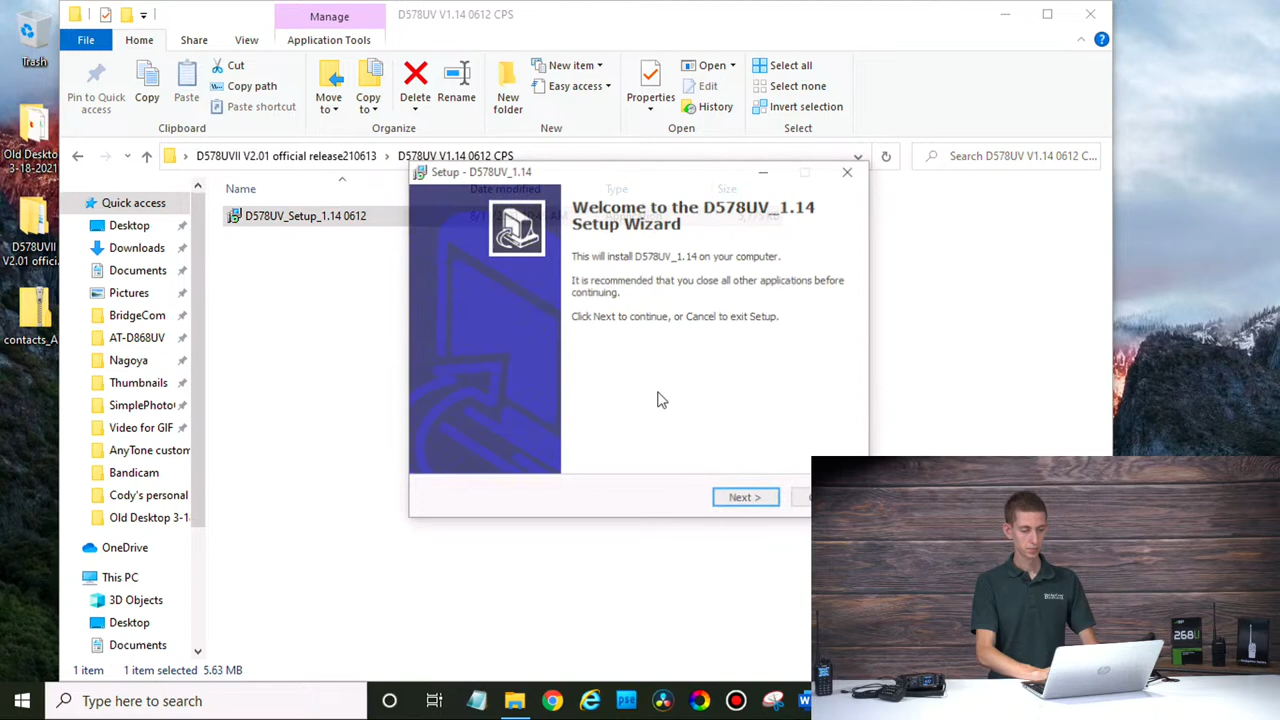 Trash
Old Desktop
3-18-2021
D578UVII
V2.01 offici...
contacts_A
Manage
D578UV V1.14 0612 CPS
File
Home
Share
View
Application Tools
Pin to Quick
access
Copy
Paste
Cut
Copy path
Paste shortcut
Clipboard
Move
to
Copy
to
Delete
Rename
Organize
New
folder
New item
Easy access
New
Properties
Open
Edit
History
Open
Select all
Select none
Invert selection
Select
D578UVII V2.01 official release210613
D578UV V1.14 0612 CPS
Search D578UV V1.14 0612 C...
Quick access
Desktop
Downloads
Documents
Pictures
BridgeCom
AT-D868UV
Nagoya
Thumbnails
SimplePhoto
Video for GIF
AnyTone custom
Bandicam
Cody's personal
Old Desktop 3-1
OneDrive
This PC
3D Objects
Desktop
Documents
Name
Date modified
Type
Size
D578UV_Setup_1.14 0612
Setup - D578UV_1.14
Welcome to the D578UV_1.14
Setup Wizard
This will install D578UV_1.14 on your computer.
It is recommended that you close all other applications before
continuing.
Click Next to continue, or Cancel to exit Setup.
Next >
1 item
1 item selected
5.63 MB
Type here to search
268U